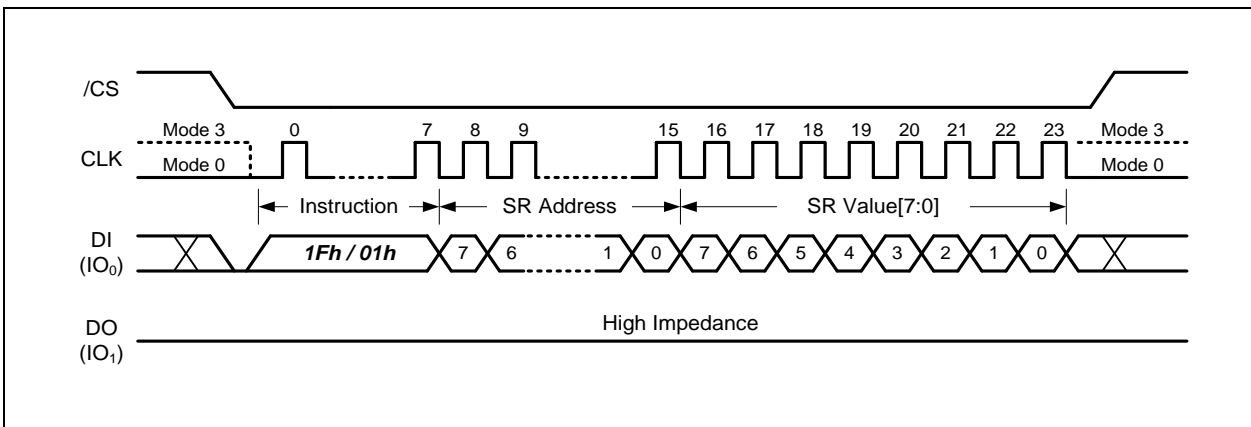 /CS
Mode 3 0 7 8 9 15 16 17 18 19 20 21 22 23 Mode 3
CLK Mode 0 Mode 0
Instruction SR Address SR Value[7:0]
DI
(IO₀)
1Fh / 01h 7 6 1 0 7 6 5 4 3 2 1 0
High Impedance
DO
(IO₁)